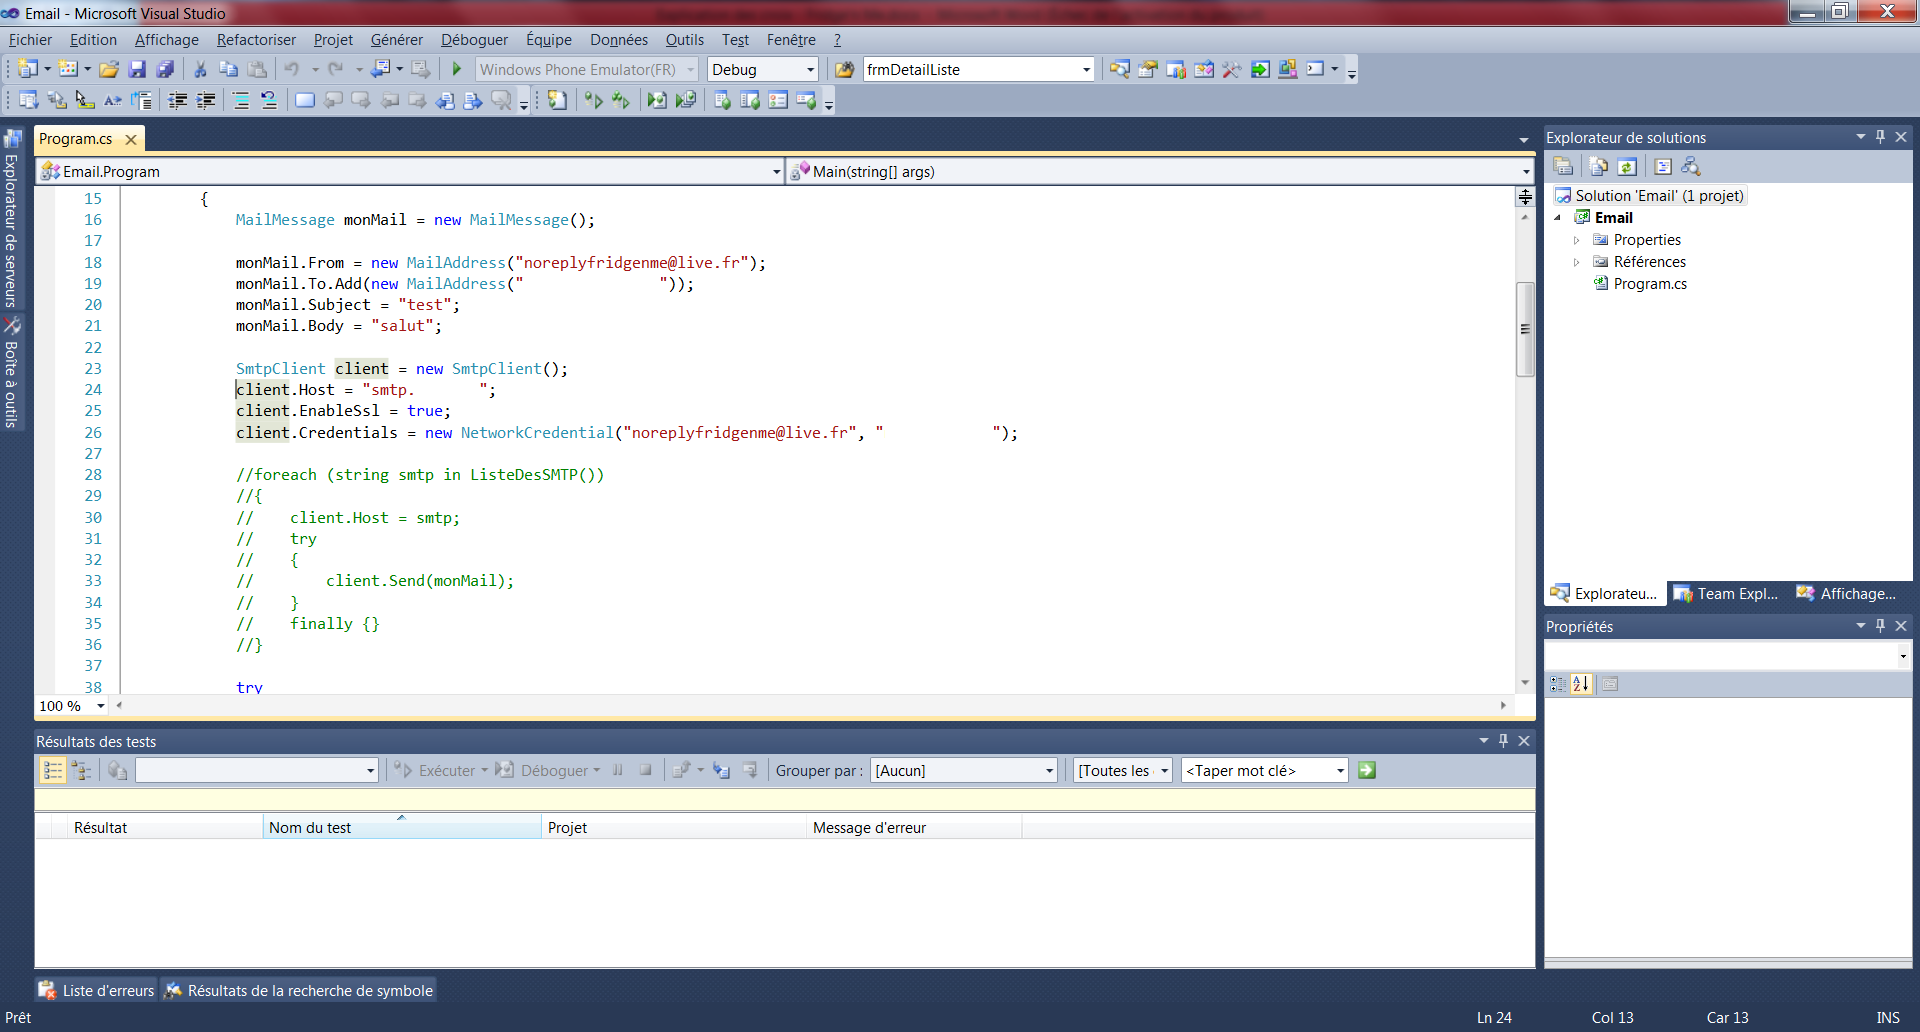 Email - Microsoft Visual Studio
Fichier Edition Affichage Refactoriser Projet Générer Déboguer Équipe Données Outils Test Fenêtre ?
Windows Phone Emulator(FR) Debug frmDetailListe
Explorateur de serveurs
Boîte à outils
Program.cs
Email.Program Main(string[] args)
15 {
16 MailMessage monMail = new MailMessage();
17
18 monMail.From = new MailAddress("noreplyfridgenme@live.fr");
19 monMail.To.Add(new MailAddress(" "));
20 monMail.Subject = "test";
21 monMail.Body = "salut";
22
23 SmtpClient client = new SmtpClient();
24 client.Host = "smtp. ";
25 client.EnableSsl = true;
26 client.Credentials = new NetworkCredential("noreplyfridgenme@live.fr", " ");
27
28 //foreach (string smtp in ListeDesSMTP())
29 //{
30 // client.Host = smtp;
31 // try
32 // {
33 // client.Send(monMail);
34 // }
35 // finally {}
36 //}
37
38 try
100 %
Explorateur de solutions
Solution 'Email' (1 projet)
Email
Properties
Références
Program.cs
Explorateu... Team Expl... Affichage...
Propriétés
Résultats des tests
Exécuter Déboguer Grouper par : [Aucun] [Toutes les <Taper mot clé>
Résultat Nom du test Projet Message d'erreur
Liste d'erreurs Résultats de la recherche de symbole
Prêt Ln 24 Col 13 Car 13 INS